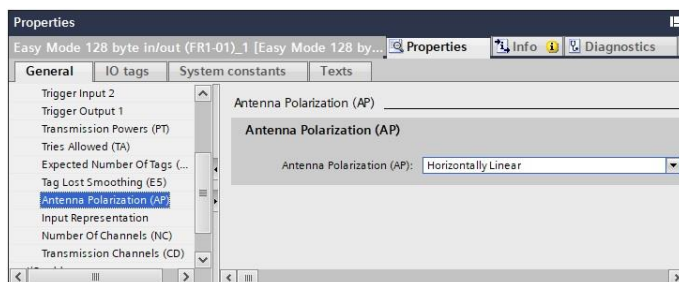 Properties
Easy Mode 128 byte in/out (FR1-01)_1 [Easy Mode 128 by... Properties Info Diagnostics
General IO tags System constants Texts
Trigger Input 2
Trigger Output 1
Transmission Powers (PT)
Tries Allowed (TA)
Expected Number Of Tags (...
Tag Lost Smoothing (E5)
Antenna Polarization (AP)
Input Representation
Number Of Channels (NC)
Transmission Channels (CD)
Antenna Polarization (AP)
Antenna Polarization (AP)
Antenna Polarization (AP): Horizontally Linear